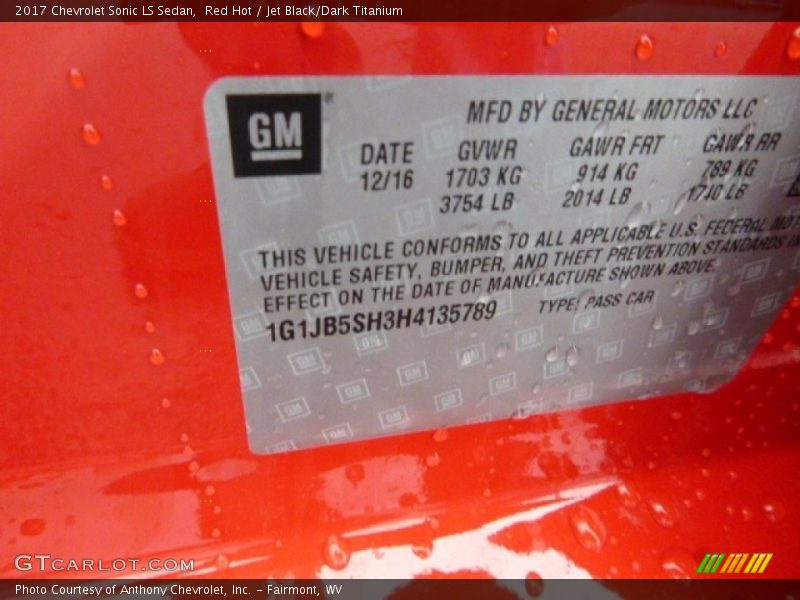 2017 Chevrolet Sonic LS Sedan,  Red Hot / Jet Black/Dark Titanium
GM
MFD BY GENERAL MOTORS LLC
DATE GVWR GAWR FRT GAWR RR
12/16 1703 KG 914 KG 789 KG
3754 LB 2014 LB 1740 LB
THIS VEHICLE CONFORMS TO ALL APPLICABLE U.S. FEDERAL
VEHICLE SAFETY, BUMPER, AND THEFT PREVENTION STANDARDS IN
EFFECT ON THE DATE OF MANUFACTURE SHOWN ABOVE.
1G1JB5SH3H4135789 TYPE: PASS CAR
GTCARLOT.COM
Photo Courtesy of Anthony Chevrolet, Inc. – Fairmont, WV